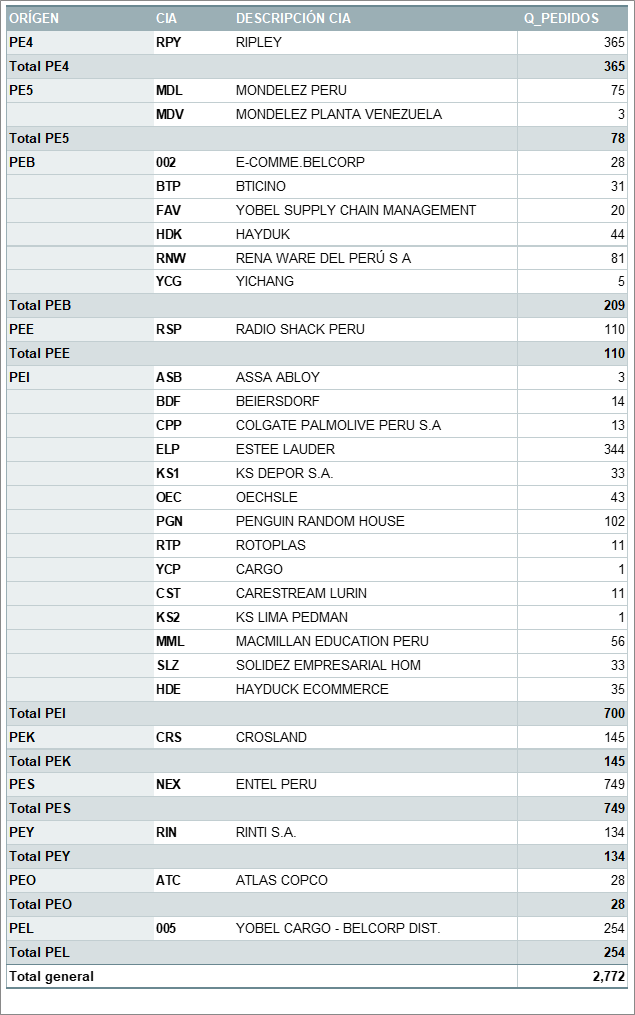 ORÍGEN CIA DESCRIPCIÓN CIA Q_PEDIDOS
PE4 RPY RIPLEY 365
Total PE4 365
PE5 MDL MONDELEZ PERU 75
MDV MONDELEZ PLANTA VENEZUELA 3
Total PE5 78
PEB 002 E-COMME.BELCORP 28
BTP BTICINO 31
FAV YOBEL SUPPLY CHAIN MANAGEMENT 20
HDK HAYDUK 44
RNW RENA WARE DEL PERÚ S A 81
YCG YICHANG 5
Total PEB 209
PEE RSP RADIO SHACK PERU 110
Total PEE 110
PEI ASB ASSA ABLOY 3
BDF BEIERSDORF 14
CPP COLGATE PALMOLIVE PERU S.A 13
ELP ESTEE LAUDER 344
KS1 KS DEPOR S.A. 33
OEC OECHSLE 43
PGN PENGUIN RANDOM HOUSE 102
RTP ROTOPLAS 11
YCP CARGO 1
CST CARESTREAM LURIN 11
KS2 KS LIMA PEDMAN 1
MML MACMILLAN EDUCATION PERU 56
SLZ SOLIDEZ EMPRESARIAL HOM 33
HDE HAYDUCK ECOMMERCE 35
Total PEI 700
PEK CRS CROSLAND 145
Total PEK 145
PES NEX ENTEL PERU 749
Total PES 749
PEY RIN RINTI S.A. 134
Total PEY 134
PEO ATC ATLAS COPCO 28
Total PEO 28
PEL 005 YOBEL CARGO - BELCORP DIST. 254
Total PEL 254
Total general 2,772